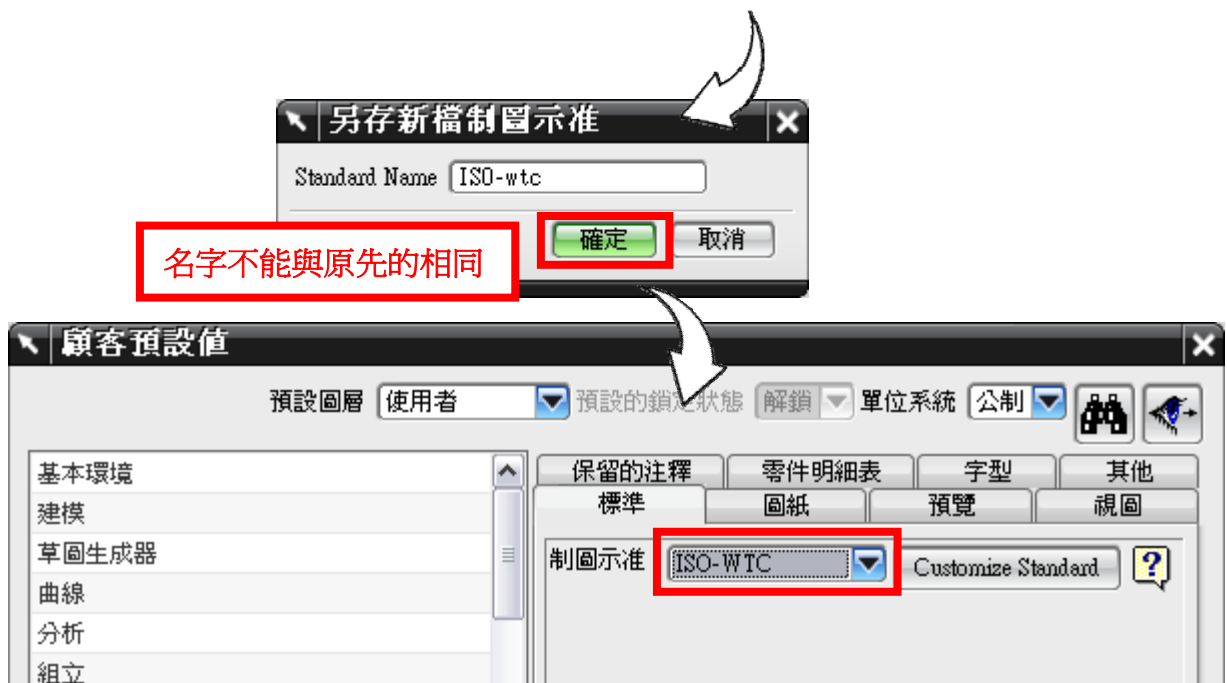 另存新檔制圖示准
Standard Name ISO-wtc
確定 取消
名字不能與原先的相同
顧客預設值
預設圖層 使用者 預設的鎖定狀態 解鎖 單位系統 公制
基本環境
建模
草圖生成器
曲線
分析
組立
保留的注釋 零件明細表 字型 其他
標準 圖紙 預覽 視圖
制圖示准 ISO-WTC Customize Standard